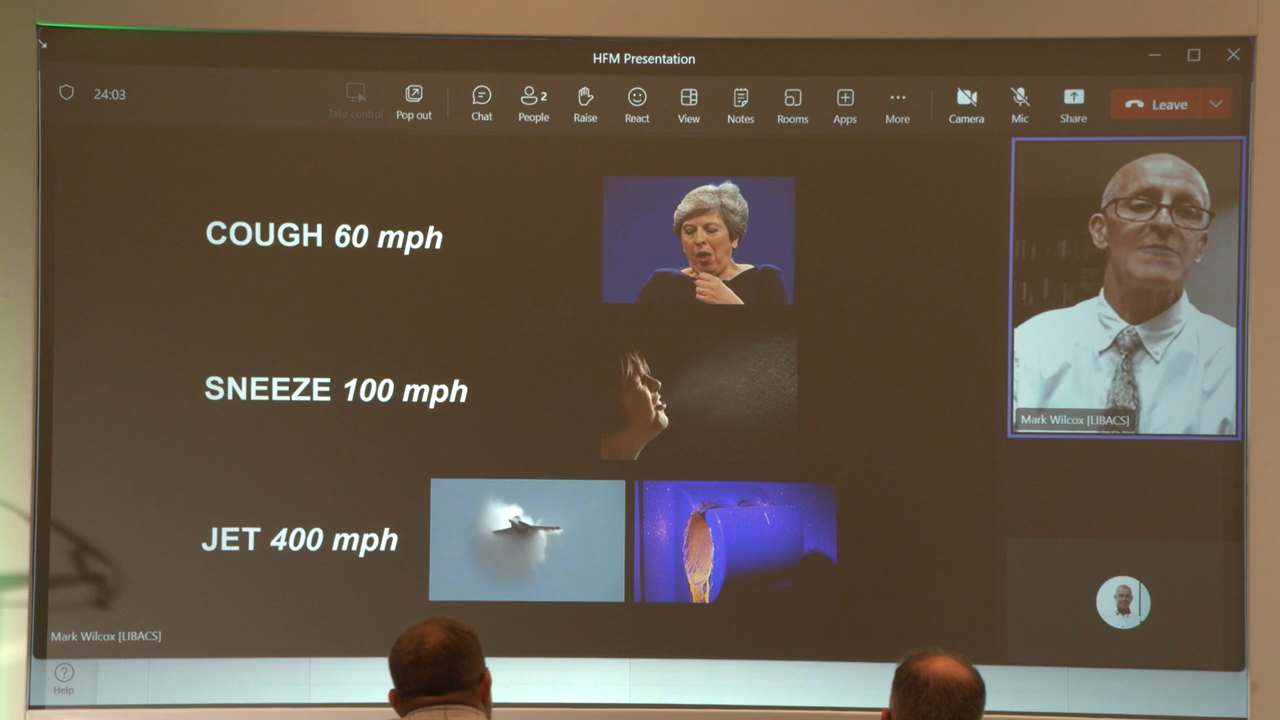 HFM Presentation
24:03
Take control
Pop out
Chat
People 2
Raise
React
View
Notes
Rooms
Apps
More
Camera
Mic
Share
Leave
COUGH 60 mph
SNEEZE 100 mph
JET 400 mph
Mark Wilcox [LIBACS]
Mark Wilcox [LIBACS]
Help